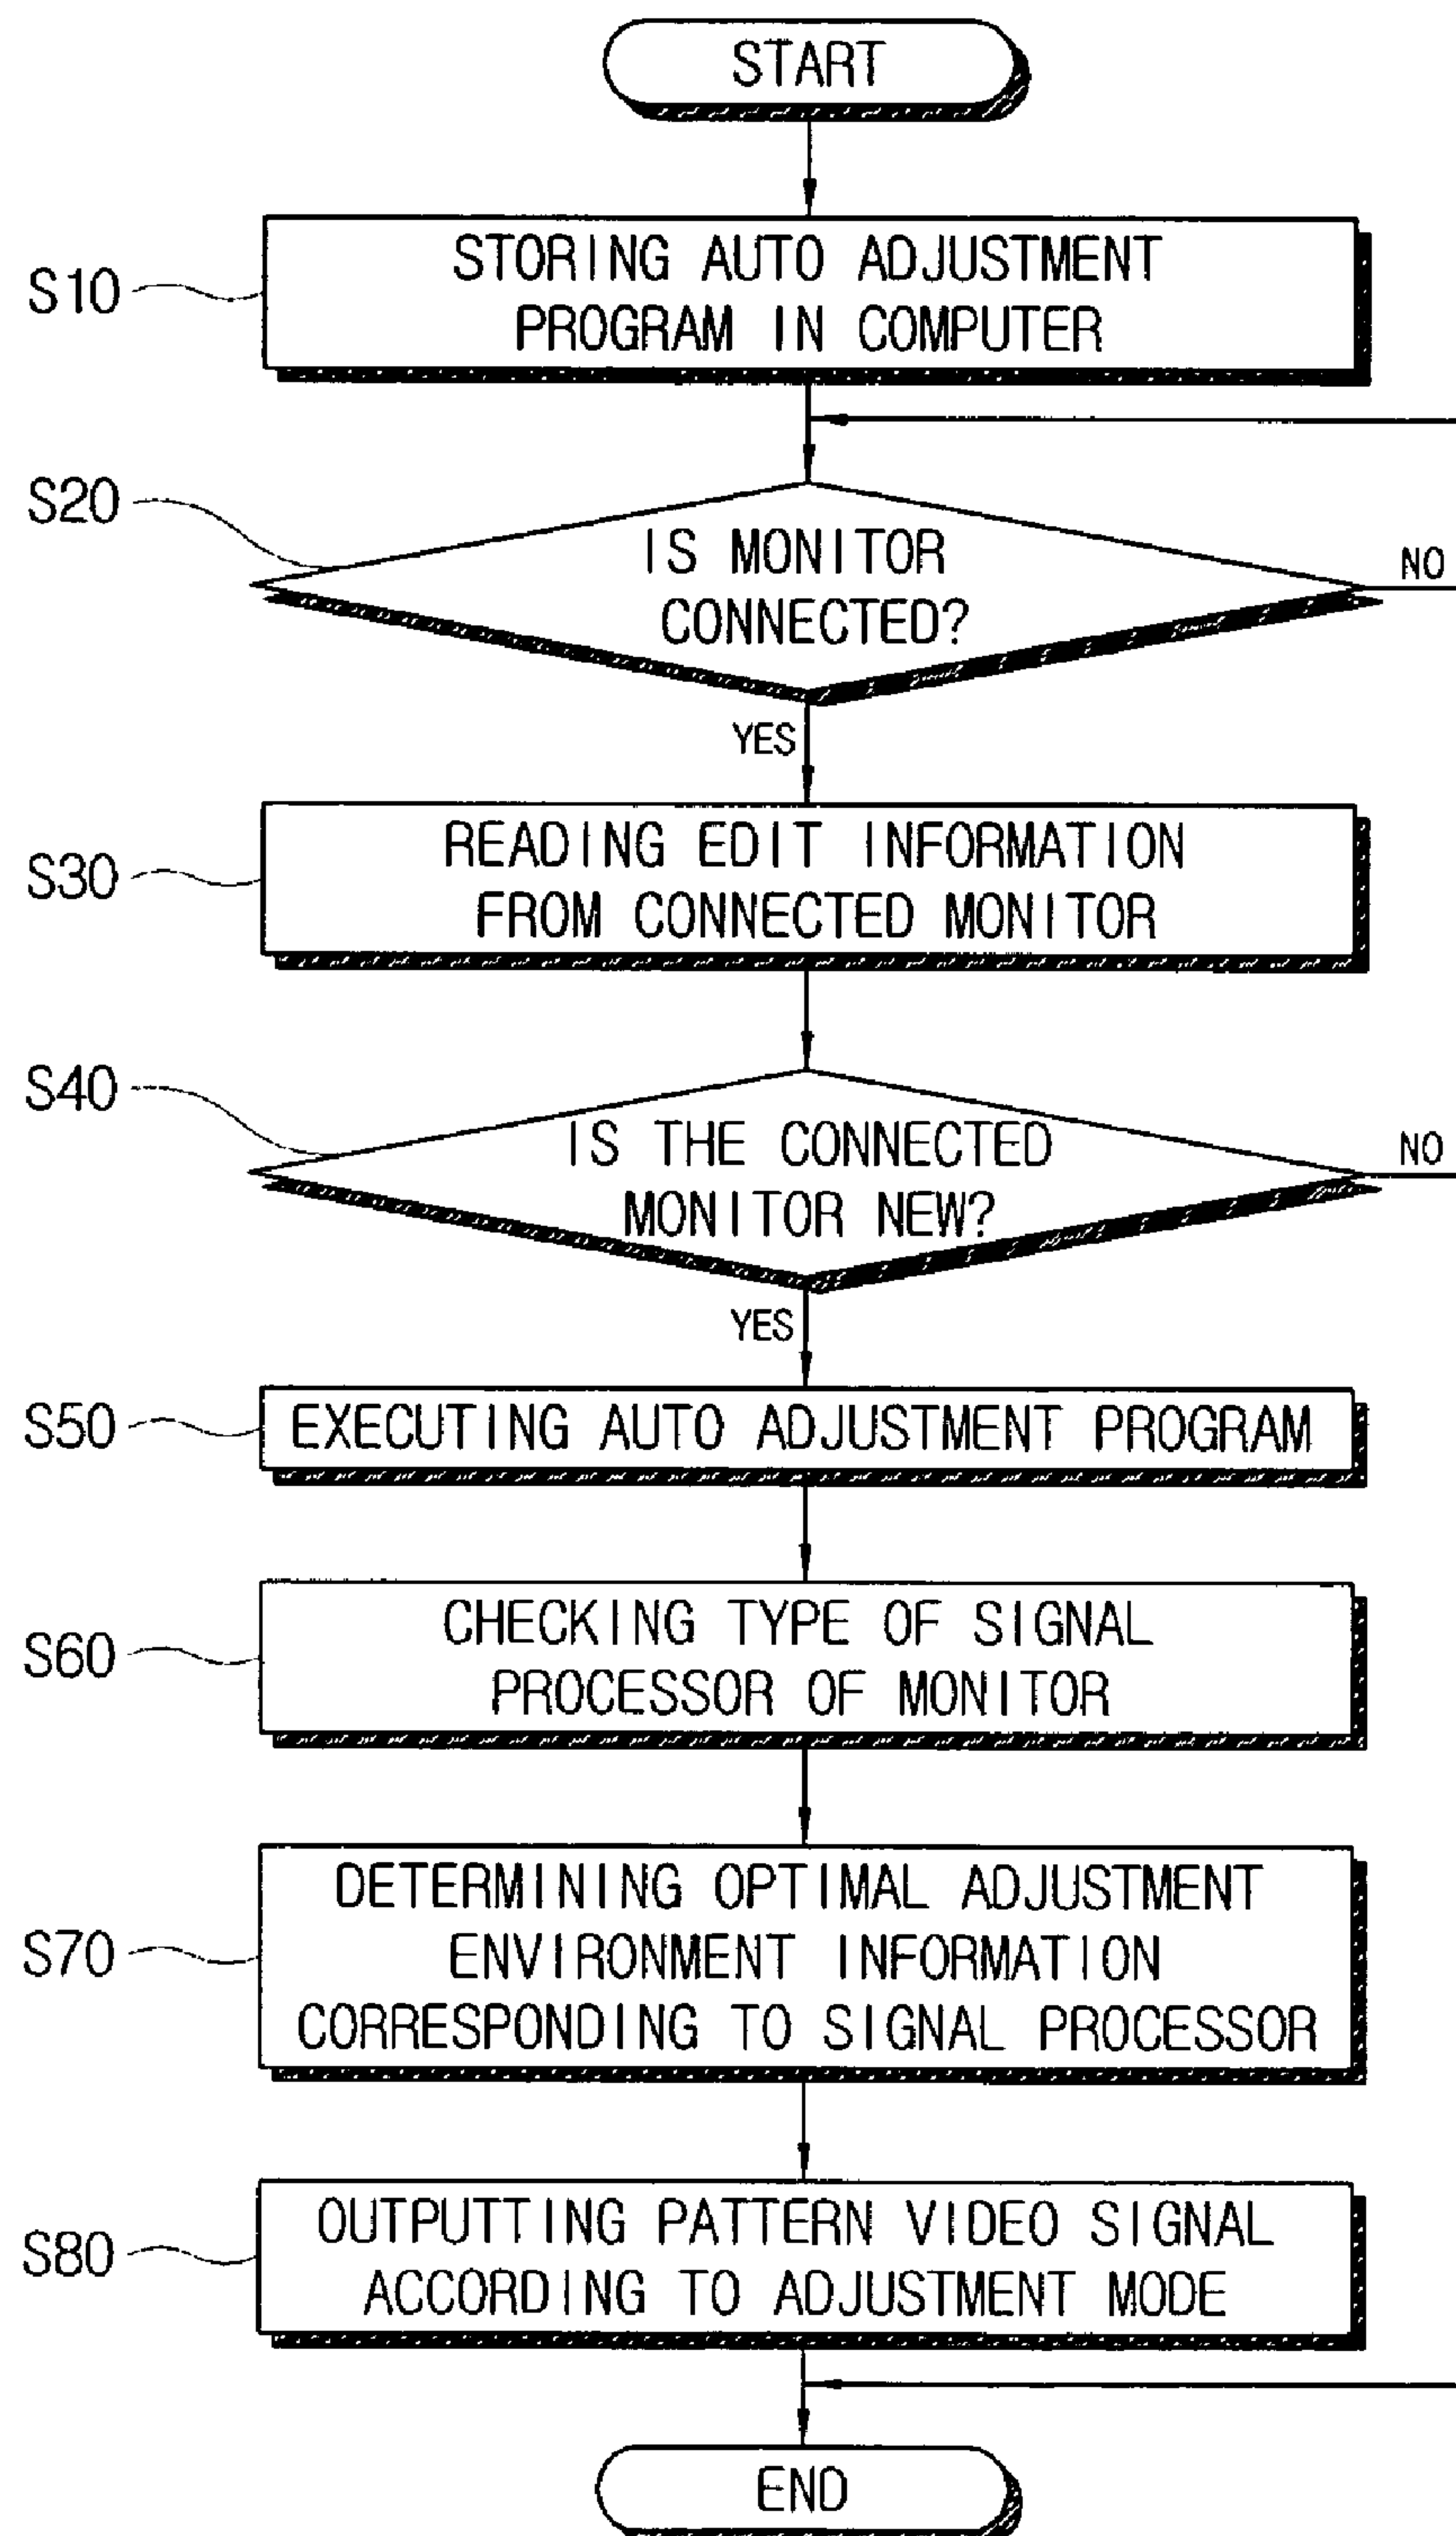 START
S10
STORING AUTO ADJUSTMENT
PROGRAM IN COMPUTER
S20
IS MONITOR
CONNECTED?
NO
YES
S30
READING EDIT INFORMATION
FROM CONNECTED MONITOR
S40
IS THE CONNECTED
MONITOR NEW?
NO
YES
S50
EXECUTING AUTO ADJUSTMENT PROGRAM
S60
CHECKING TYPE OF SIGNAL
PROCESSOR OF MONITOR
S70
DETERMINING OPTIMAL ADJUSTMENT
ENVIRONMENT INFORMATION
CORRESPONDING TO SIGNAL PROCESSOR
S80
OUTPUTTING PATTERN VIDEO SIGNAL
ACCORDING TO ADJUSTMENT MODE
END